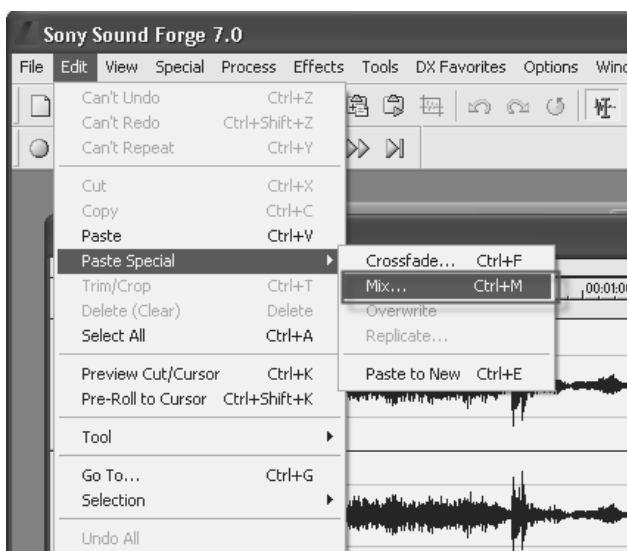 Sony Sound Forge 7.0
File Edit View Special Process Effects Tools DX Favorites Options
Can't Undo Ctrl+Z
Can't Redo Ctrl+Shift+Z
Can't Repeat Ctrl+Y
Cut Ctrl+X
Copy Ctrl+C
Paste Ctrl+V
Paste Special
Trim/Crop Ctrl+T
Delete (Clear) Delete
Select All Ctrl+A
Preview Cut/Cursor Ctrl+K
Pre-Roll to Cursor Ctrl+Shift+K
Tool
Go To... Ctrl+G
Selection
Undo All
Crossfade... Ctrl+F
Mix... Ctrl+M
Overwrite
Replicate...
Paste to New Ctrl+E